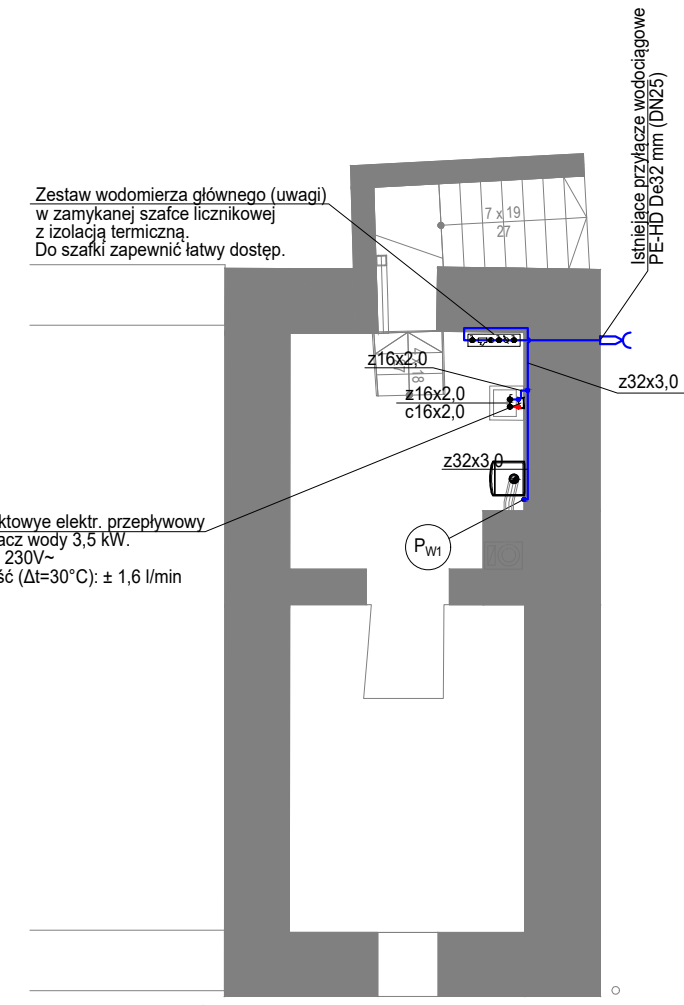 Istniejące przyłącze wodociągowe
PE-HD De32 mm (DN25)
Zestaw wodomierza głównego (uwagi)
w zamykanej szafce licznikowej
z izolacją termiczną.
Do szafki zapewnić łatwy dostęp.
7 x 19
27
z16x2,0
z32x3,0
z16x2,0
c16x2,0
z32x3,0
ktowye elektr. przepływowy
acz wody 3,5 kW.
230V~
ść (Δt=30°C): ± 1,6 l/min
PW1